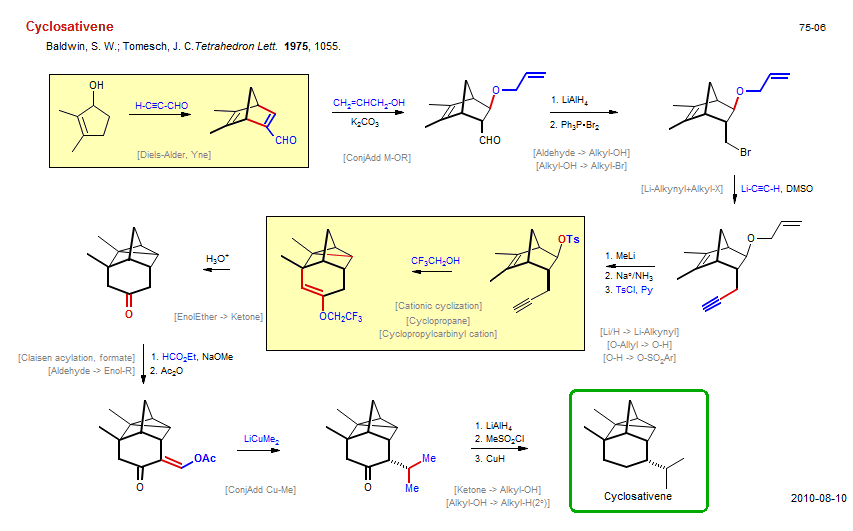 Cyclosativene
75-06
Baldwin, S. W.; Tomesch, J. C. Tetrahedron Lett. 1975, 1055.
OH
H-C≡C-CHO
CHO
[Diels-Alder, Yne]
CH₂=CHCH₂-OH
K₂CO₃
[ConjAdd M-OR]
O
CHO
1. LiAlH₄
2. Ph₃P•Br₂
[Aldehyde -> Alkyl-OH]
[Alkyl-OH -> Alkyl-Br]
O
Br
[Li-Alkynyl+Alkyl-X]
Li-C≡C-H, DMSO
O
1. MeLi
2. Na°/NH₃
3. TsCl, Py
[Li/H -> Li-Alkynyl]
[O-Allyl -> O-H]
[O-H -> O-SO₂Ar]
OTs
CF₃CH₂OH
[Cationic cyclization]
[Cyclopropane]
[Cyclopropylcarbinyl cation]
OCH₂CF₃
H₃O⁺
[EnolEther -> Ketone]
O
[Claisen acylation, formate]
[Aldehyde -> Enol-R]
1. HCO₂Et, NaOMe
2. Ac₂O
OAc
O
LiCuMe₂
[ConjAdd Cu-Me]
Me
Me
O
1. LiAlH₄
2. MeSO₂Cl
3. CuH
[Ketone -> Alkyl-OH]
[Alkyl-OH -> Alkyl-H(2°)]
Cyclosativene
2010-08-10